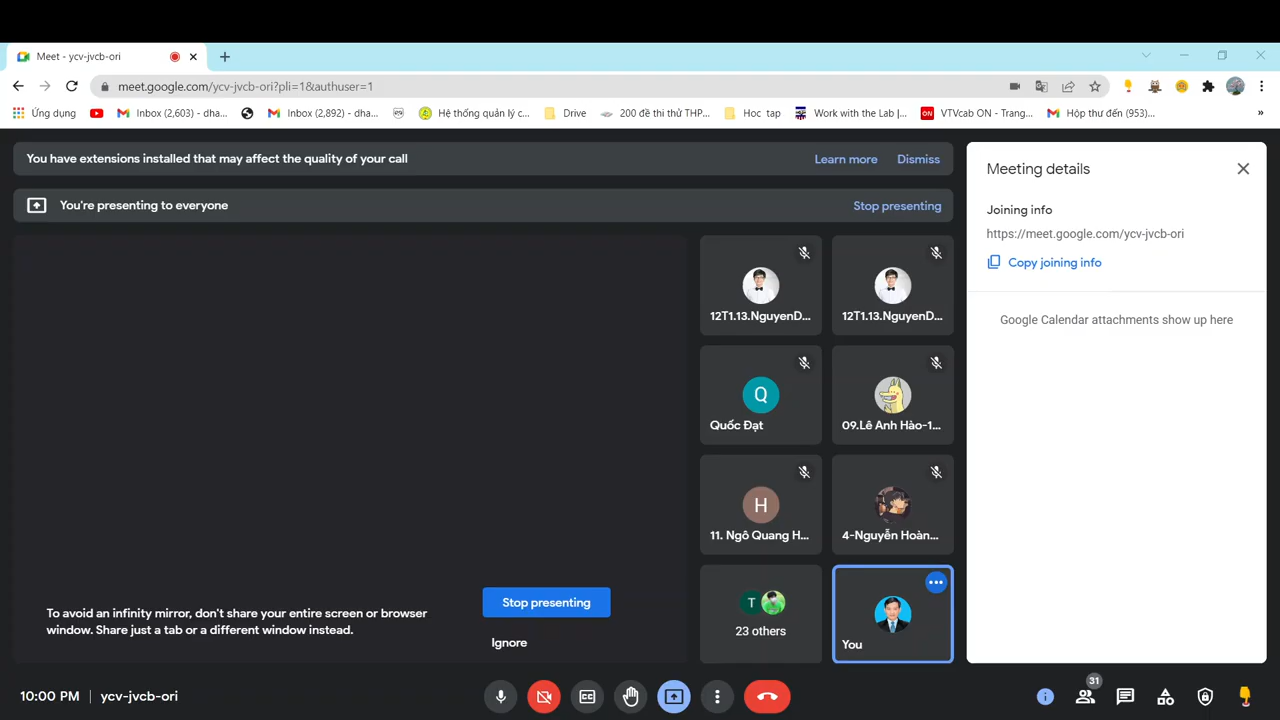 Meet - ycv-jvcb-ori
meet.google.com/ycv-jvcb-ori?pli=1&authuser=1
Ứng dụng
Inbox (2,603) - dha...
Inbox (2,892) - dha...
Hệ thống quản lý c...
Drive
200 đề thi thử THP...
Hoc tap
Work with the Lab |...
ON
VTVcab ON - Trang...
Hộp thư đến (953)...
»
You have extensions installed that may affect the quality of your call
Learn more
Dismiss
You're presenting to everyone
Stop presenting
12T1.13.NguyenD...
12T1.13.NguyenD...
Q
Quốc Đạt
09.Lê Anh Hào-1...
H
11. Ngô Quang H...
4-Nguyễn Hoàn...
T
23 others
You
To avoid an infinity mirror, don't share your entire screen or browser
window. Share just a tab or a different window instead.
Stop presenting
Ignore
Meeting details
Joining info
https://meet.google.com/ycv-jvcb-ori
Copy joining info
Google Calendar attachments show up here
10:00 PM
ycv-jvcb-ori
31